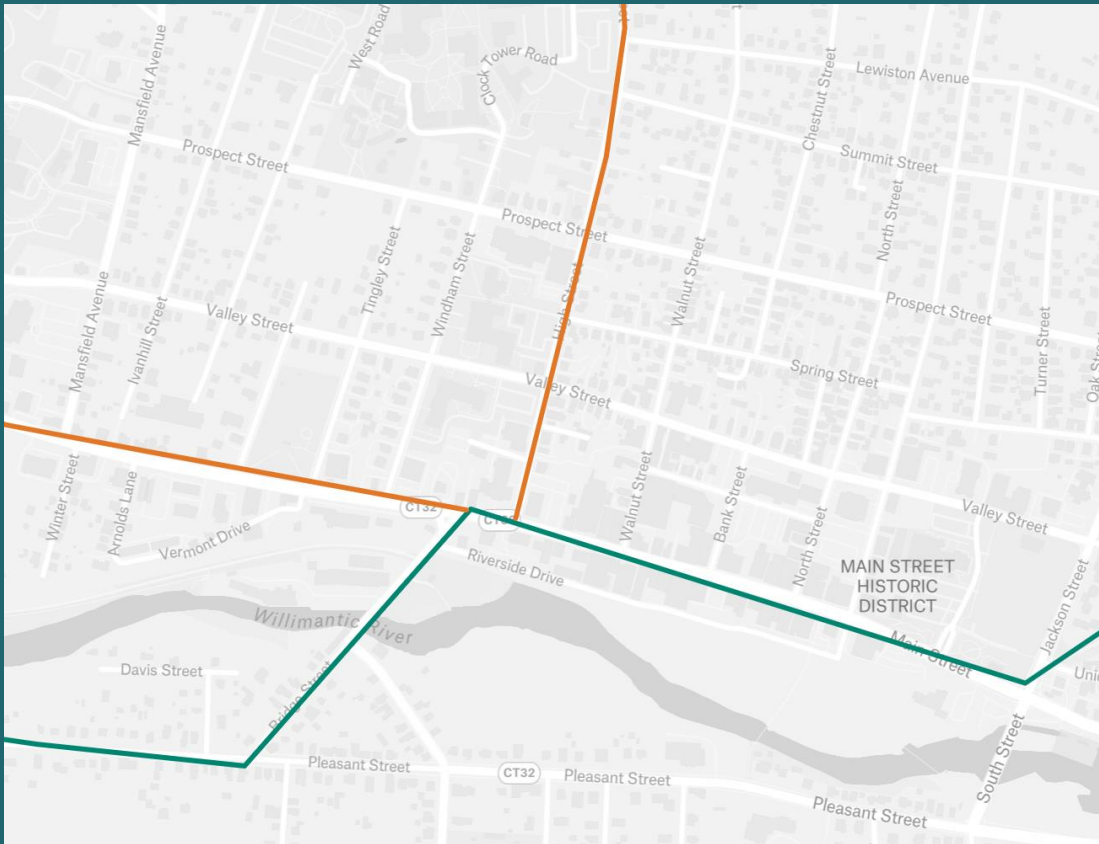 West Road
Mansfield Avenue
Clock Tower Road
Chestnut Street
Lewiston Avenue
Prospect Street
Summit Street
Prospect Street
North Street
Tingley Street
Windham Street
Walnut Street
High Street
Mansfield Avenue
Ivanhill Street
Valley Street
Prospect Street
Turner Street
Spring Street
Valley Street
Winter Street
Arnolds Lane
CT32
Walnut Street
Bank Street
North Street
Valley Street
Vermont Drive
Riverside Drive
MAIN STREET
HISTORIC
DISTRICT
Jackson Street
Willimantic River
Main Street
Davis Street
Bridge Street
South Street
Pleasant Street
CT32
Pleasant Street
Pleasant Street